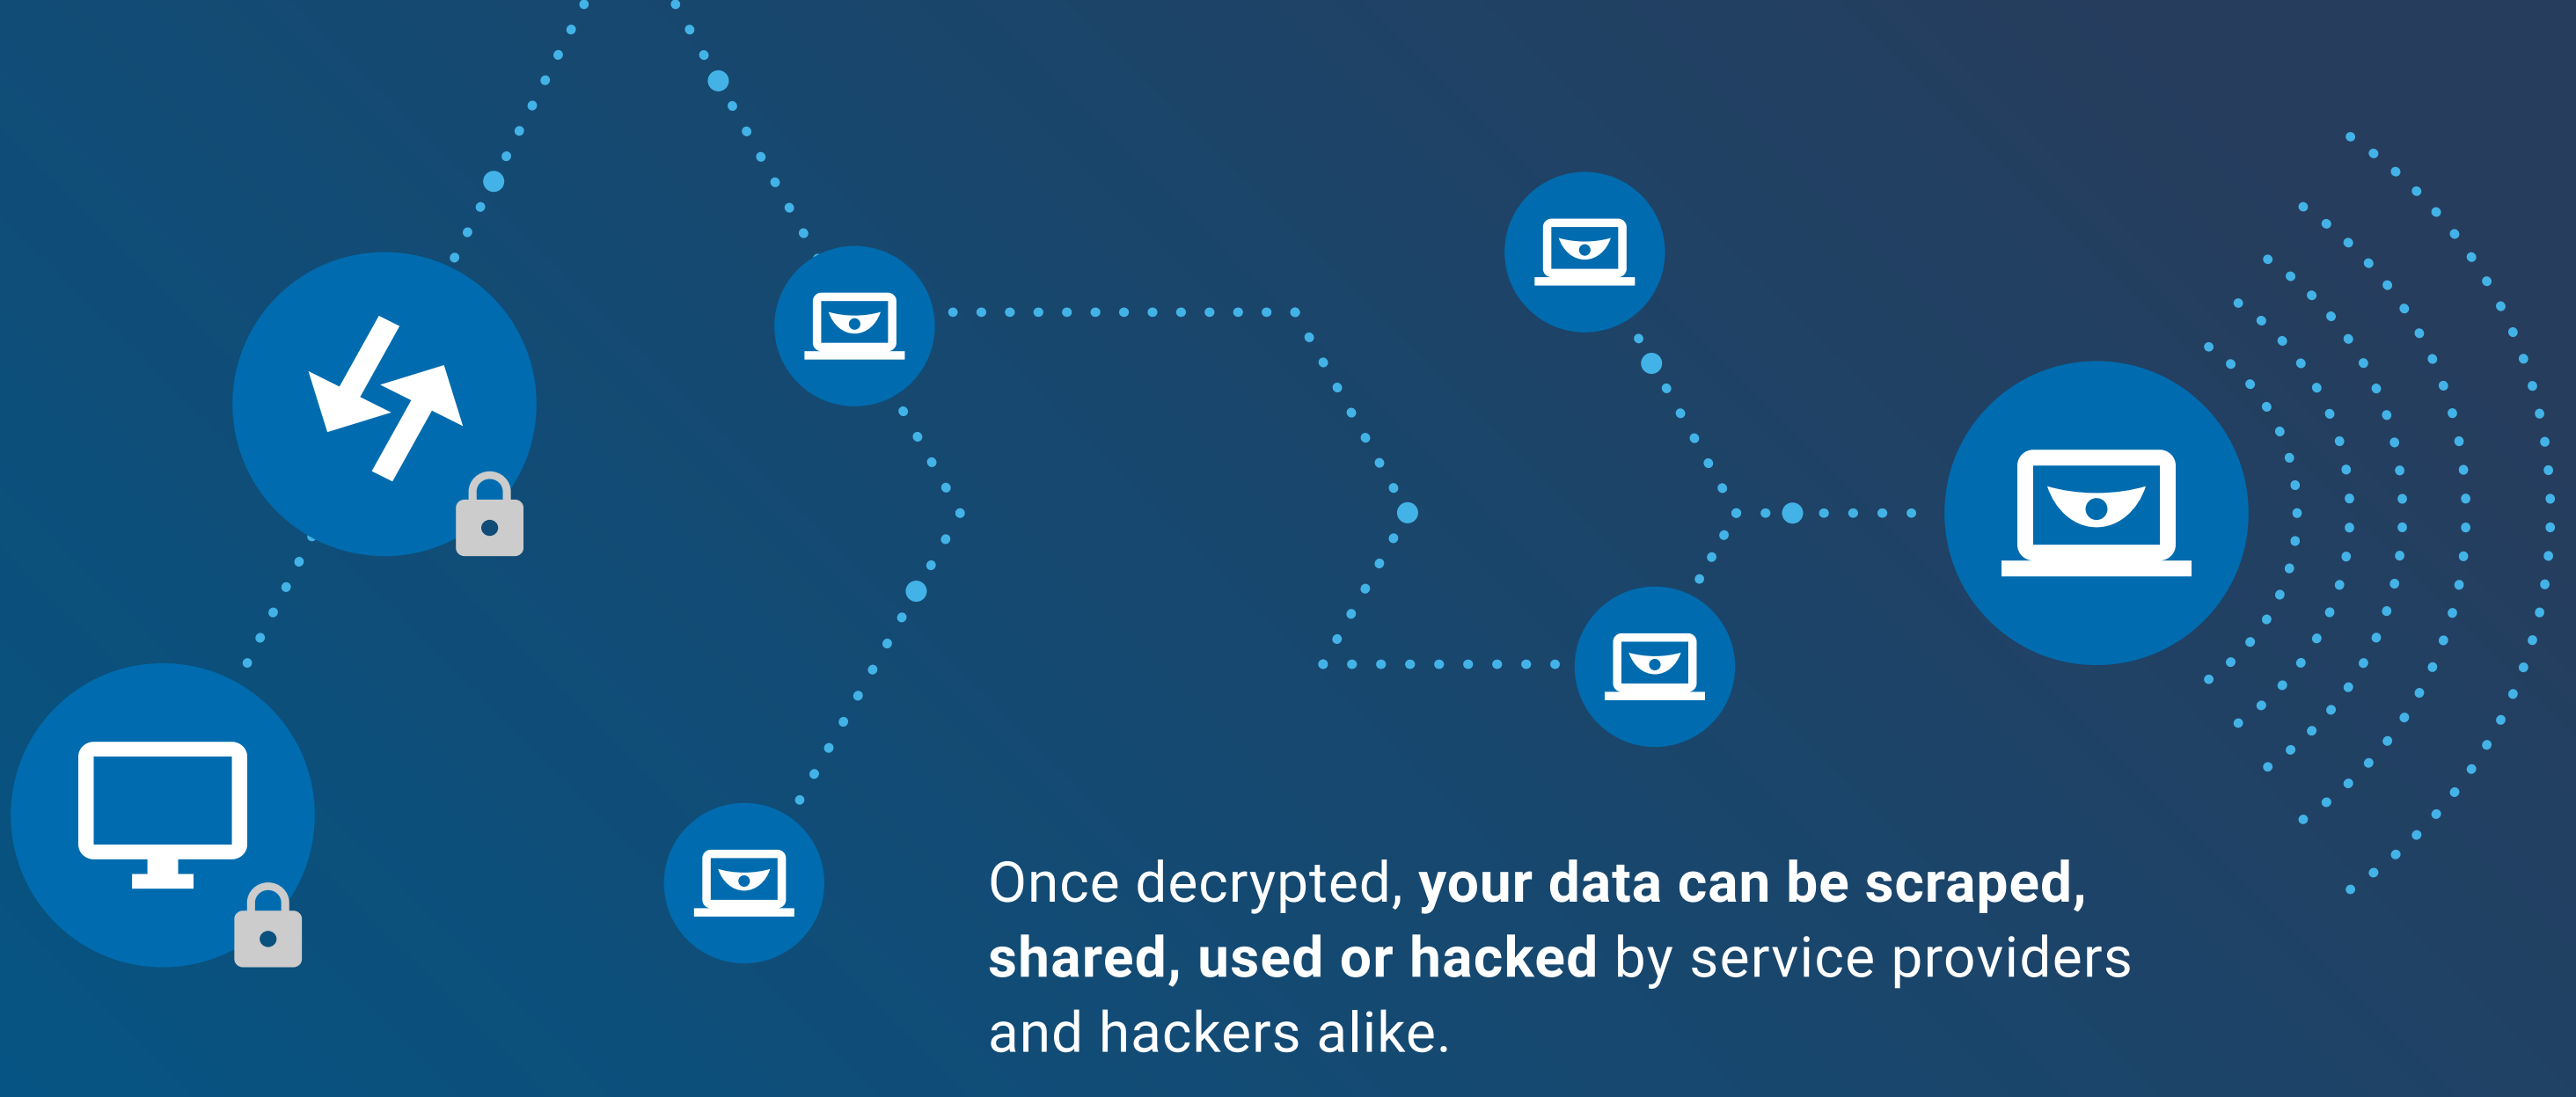 Once decrypted, your data can be scraped,
shared, used or hacked by service providers
and hackers alike.